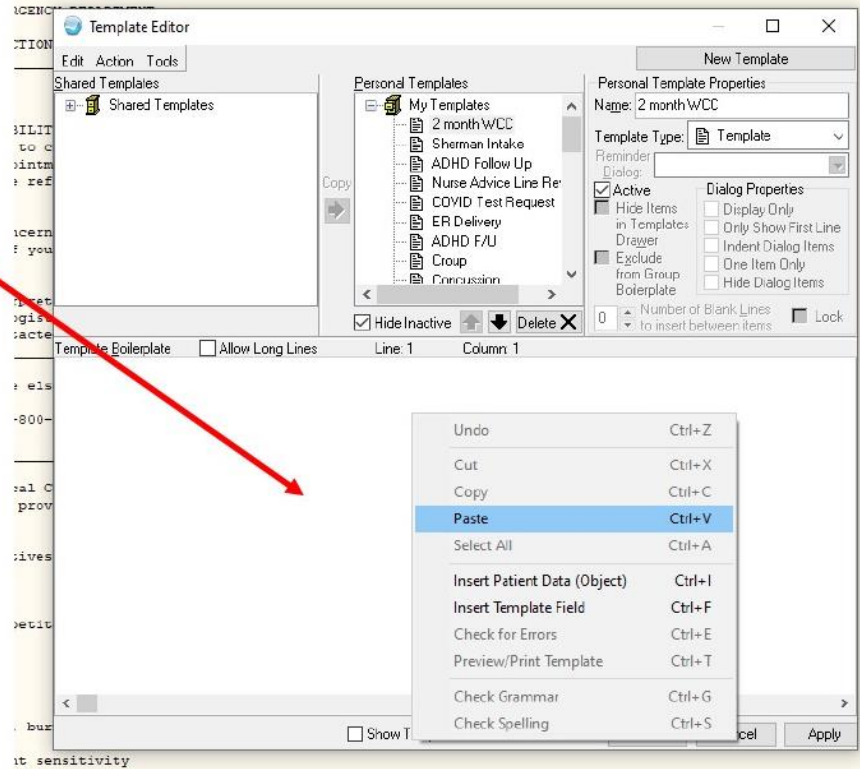 Template Editor
Edit Action Tools
New Template
Shared Templates
Shared Templates
Copy
Personal Templates
My Templates
2 month WCC
Sherman Intake
ADHD Follow Up
Nurse Advice Line Re
COVID Test Request
ER Delivery
ADHD F/U
Croup
Concussion
Hide Inactive
Delete
Personal Template Properties
Name: 2 month WCC
Template Type: Template
Reminder Dialog:
Active
Hide Items in Templates Drawer
Exclude from Group Boilerplate
Dialog Properties
Display Only
Only Show First Line
Indent Dialog Items
One Item Only
Hide Dialog Items
0 Number of Blank Lines to insert between items
Lock
Template Boilerplate Allow Long Lines Line: 1 Column: 1
Undo Ctrl+Z
Cut Ctrl+X
Copy Ctrl+C
Paste Ctrl+V
Select All Ctrl+A
Insert Patient Data (Object) Ctrl+I
Insert Template Field Ctrl+F
Check for Errors Ctrl+E
Preview/Print Template Ctrl+T
Check Grammar Ctrl+G
Check Spelling Ctrl+S
Show T
cel
Apply
-800-
prov
bur
nt sensitivity